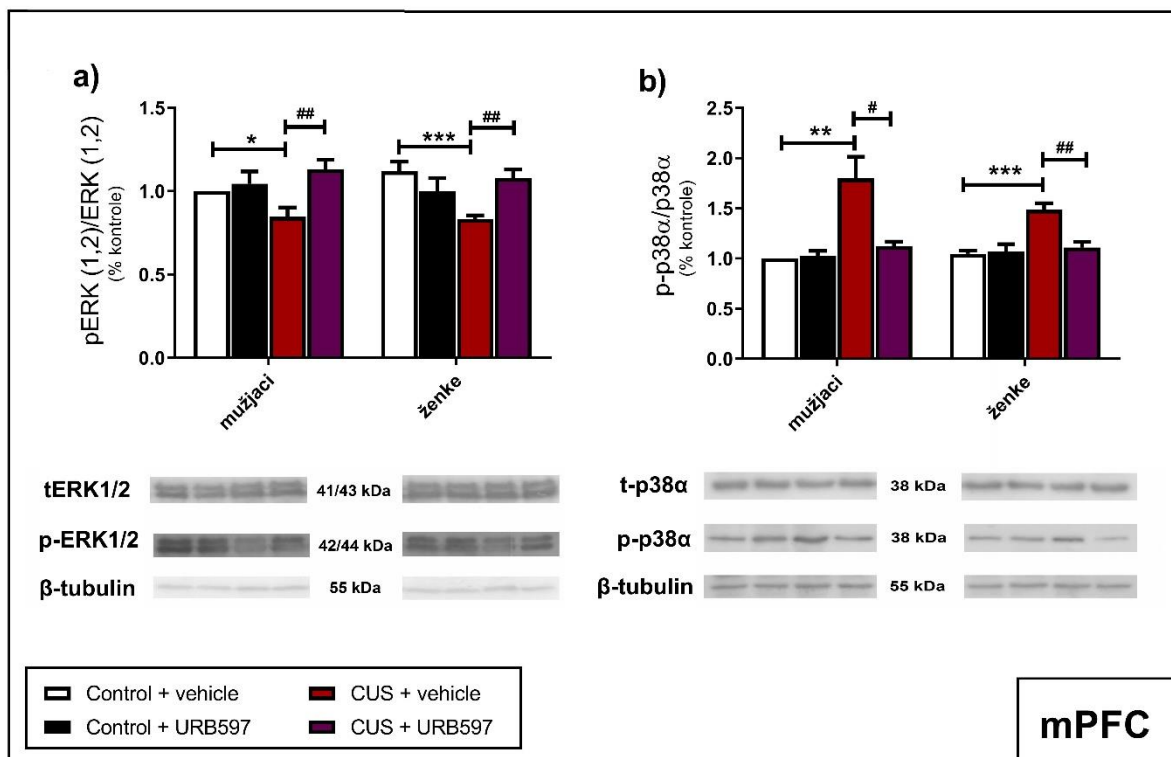 a)
pERK (1,2)/ERK (1,2)
(% kontrole)
1.5
1.0
0.5
0.0
*
##
***
##
mužjaci
ženke
b)
p-p38α/p38α
(% kontrole)
2.5
2.0
1.5
1.0
0.5
0.0
**
#
***
##
mužjaci
ženke
tERK1/2 41/43 kDa
p-ERK1/2 42/44 kDa
β-tubulin 55 kDa
t-p38α 38 kDa
p-p38α 38 kDa
β-tubulin 55 kDa
Control + vehicle
CUS + vehicle
Control + URB597
CUS + URB597
mPFC